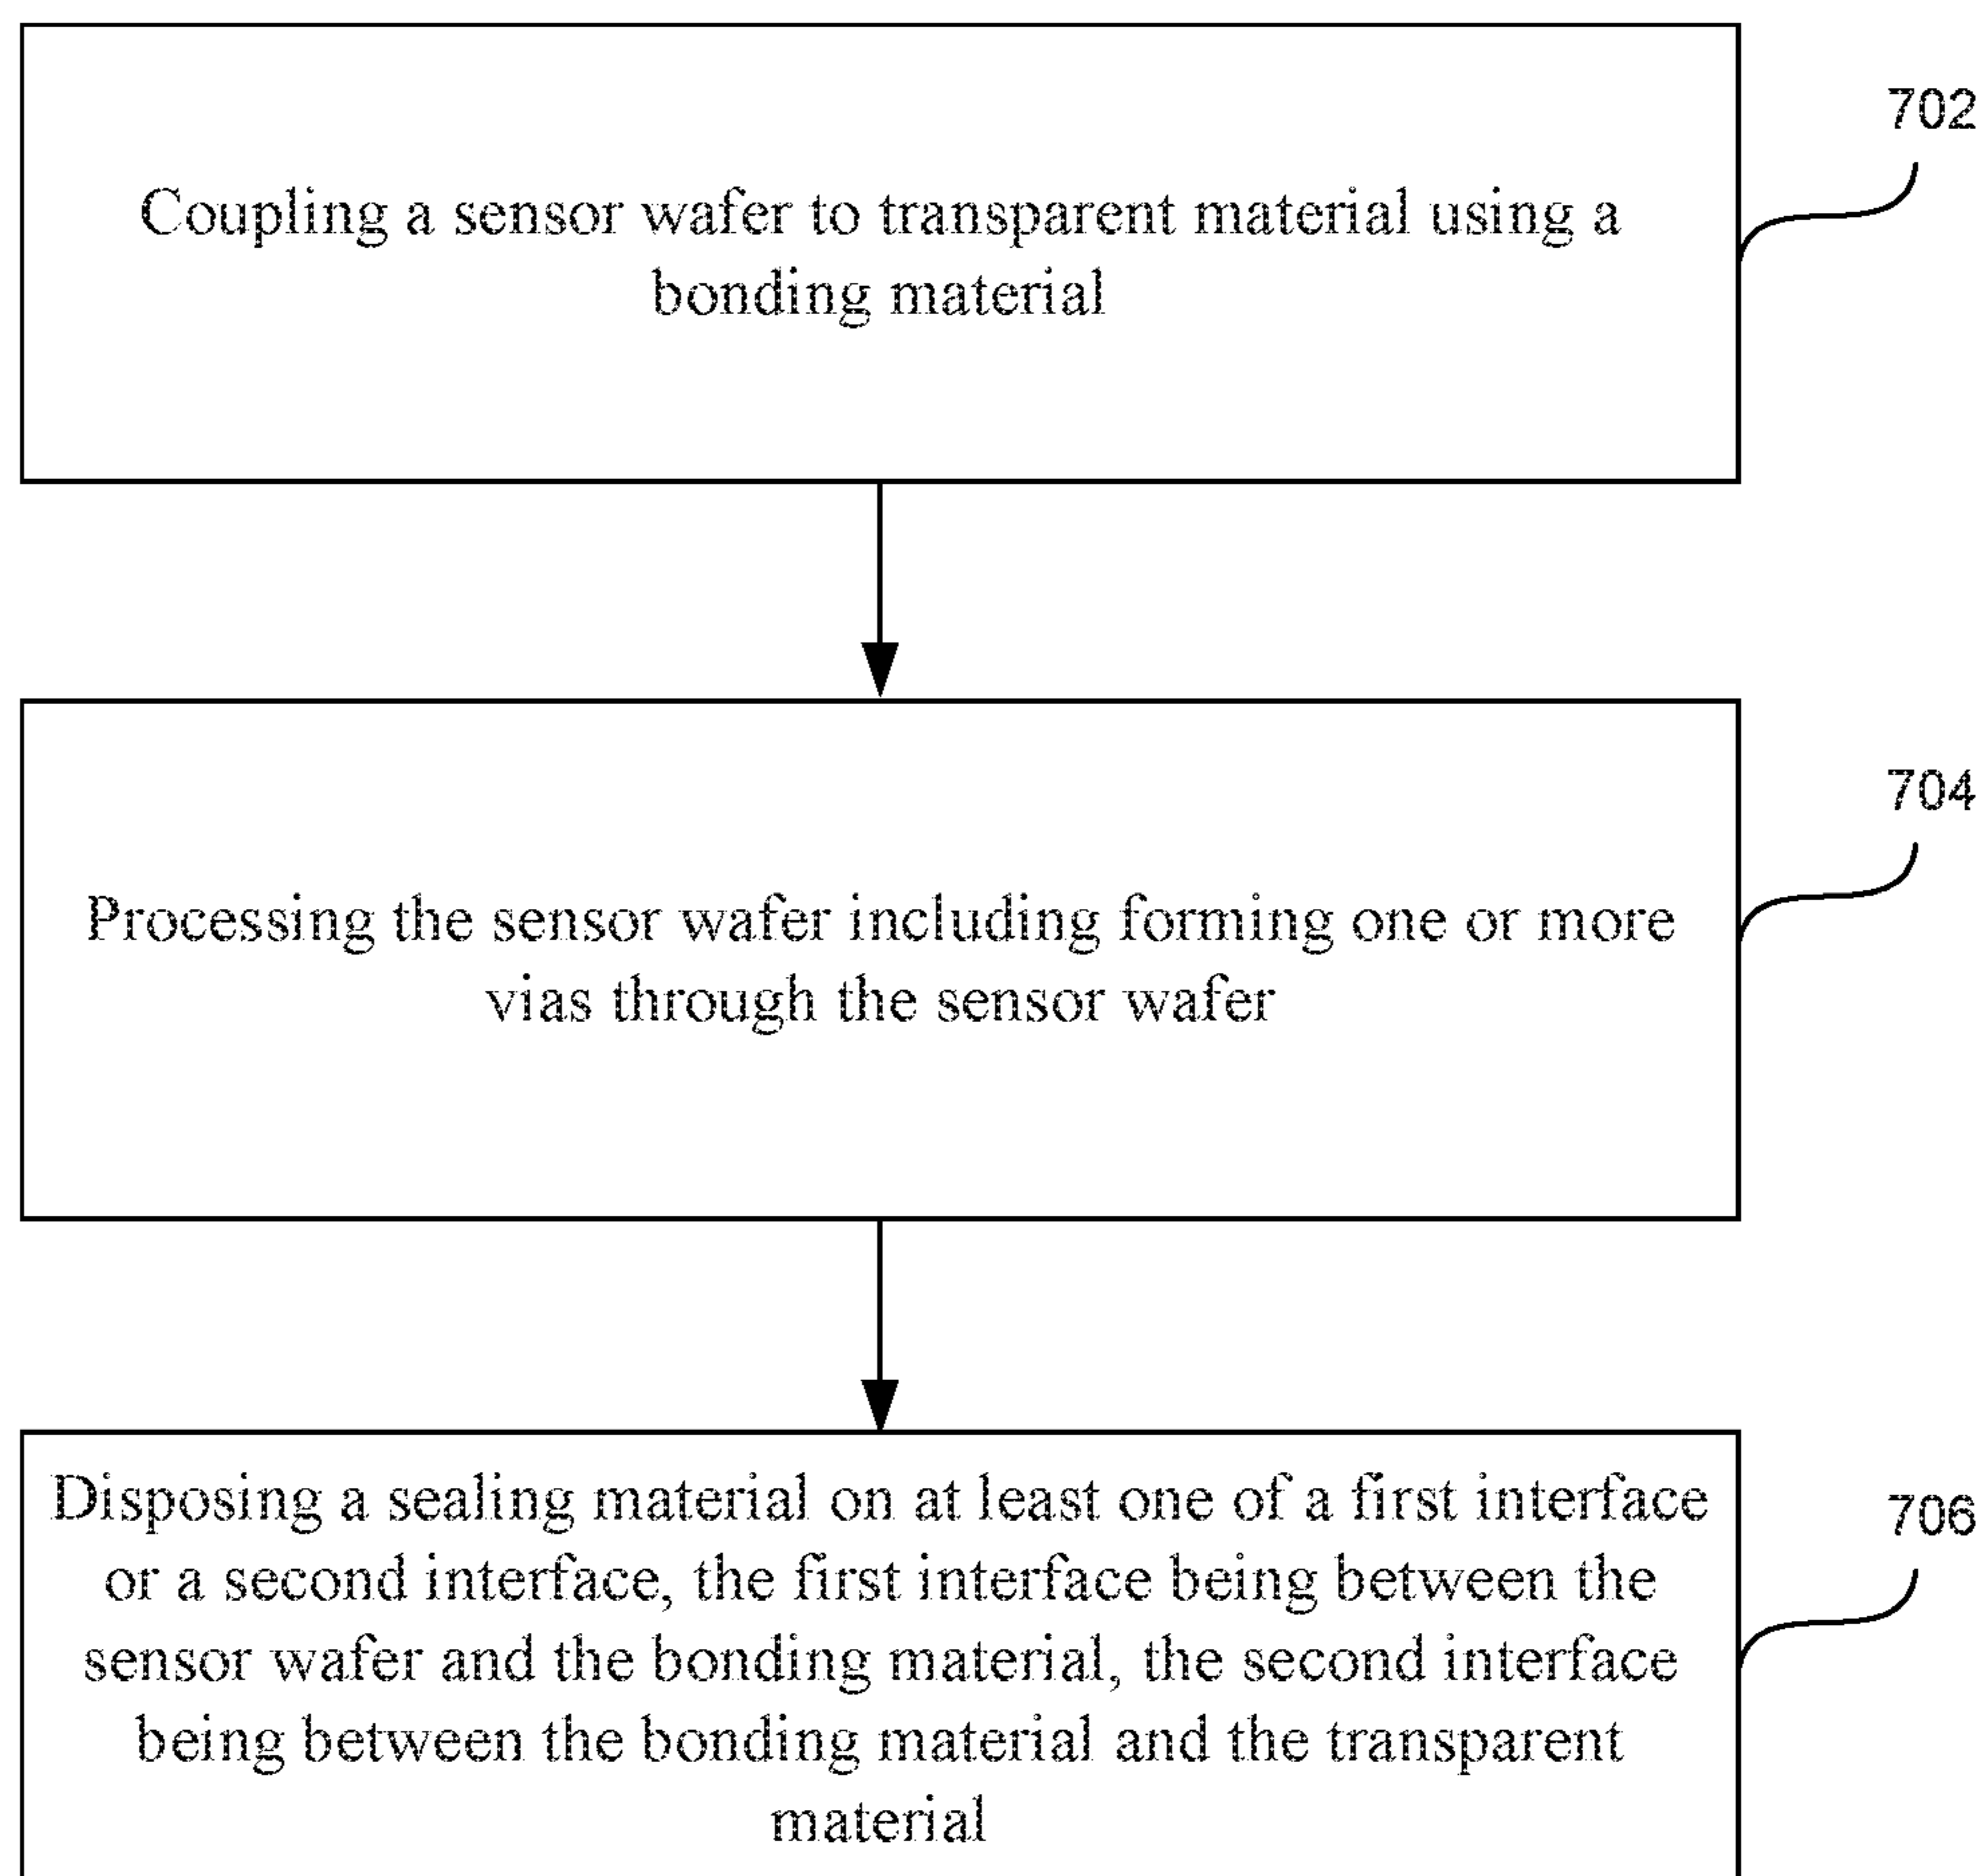 702
Coupling a sensor wafer to transparent material using a
bonding material
704
Processing the sensor wafer including forming one or more
vias through the sensor wafer
706
Disposing a sealing material on at least one of a first interface
or a second interface, the first interface being between the
sensor wafer and the bonding material, the second interface
being between the bonding material and the transparent
material